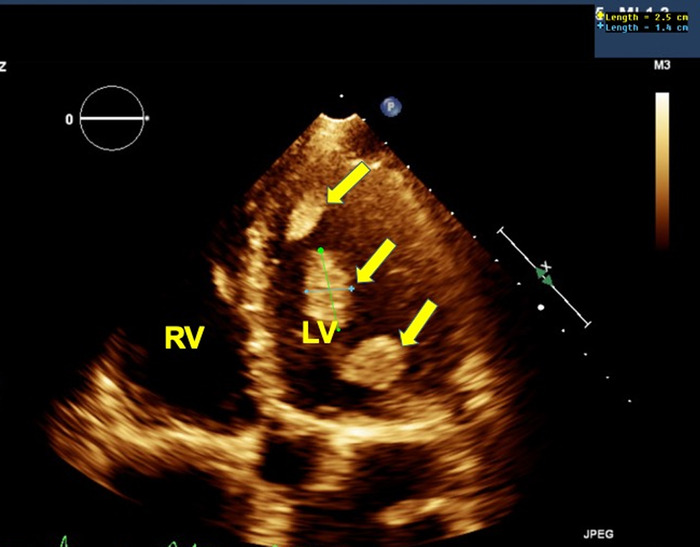 Length = 2.5 cm
Length = 1.4 cm
Z
M3
0
P
RV
LV
JPEG